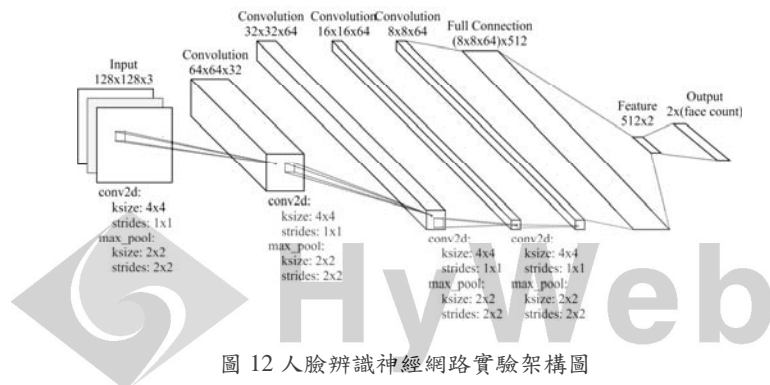 Convolution Convolution Convolution
32x32x64 16x16x64 8x8x64
Full Connection
(8x8x64)x512
Convolution
64x64x32
Input
128x128x3
Feature
512x2
Output
2x(face count)
conv2d:
ksize: 4x4
strides: 1x1
max_pool:
ksize: 2x2
strides: 2x2
conv2d:
ksize: 4x4
strides: 1x1
max_pool:
ksize: 2x2
strides: 2x2
conv2d:
ksize: 4x4
strides: 1x1
max_pool:
ksize: 2x2
strides: 2x2
conv2d:
ksize: 4x4
strides: 1x1
max_pool:
ksize: 2x2
strides: 2x2
HyWeb
圖 12 人臉辨識神經網路實驗架構圖